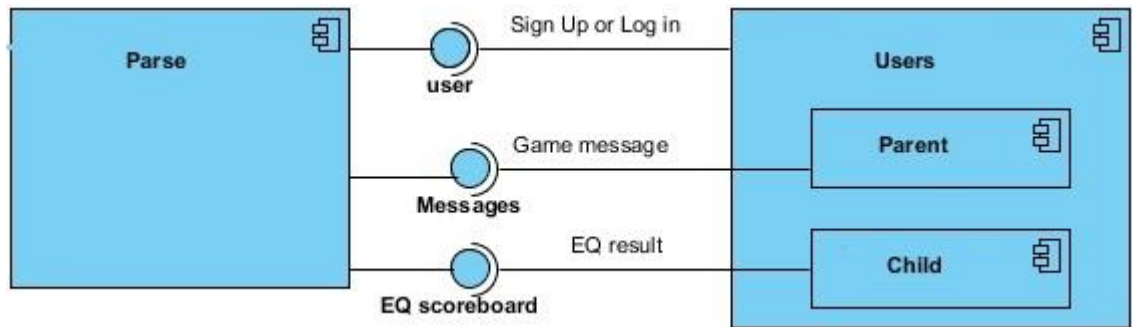 Sign Up or Log in
Parse
Users
user
Game message
Parent
Messages
EQ result
Child
EQ scoreboard